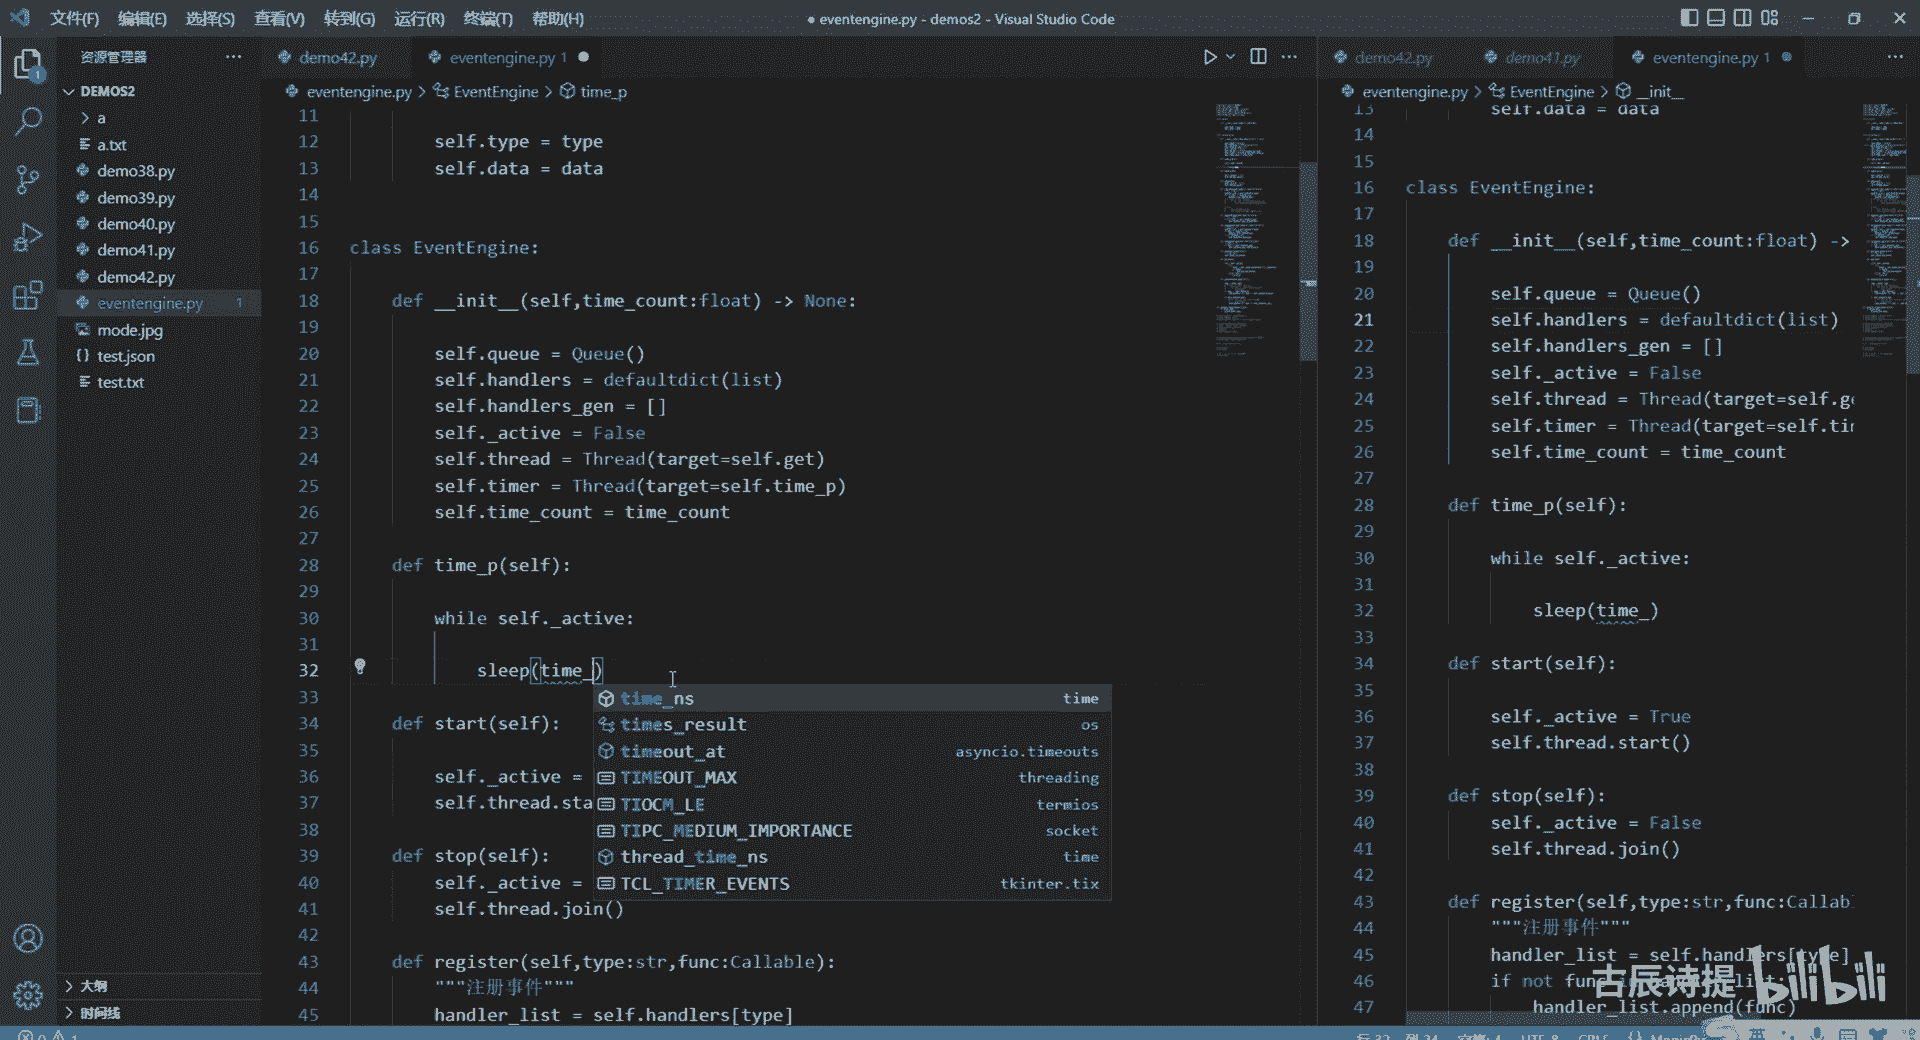 文件(F) 编辑(E) 选择(S) 查看(V) 转到(G) 运行(R) 终端(T) 帮助(H)
● eventengine.py - demos2 - Visual Studio Code
资源管理器
DEMOS2
a
a.txt
demo38.py
demo39.py
demo40.py
demo41.py
demo42.py
eventengine.py 1
mode.jpg
test.json
test.txt
大纲
时间线
demo42.py
eventengine.py 1
eventengine.py > EventEngine > time_p
11
12 self.type = type
13 self.data = data
14
15
16 class EventEngine:
17
18 def __init__(self,time_count:float) -> None:
19
20 self.queue = Queue()
21 self.handlers = defaultdict(list)
22 self.handlers_gen = []
23 self._active = False
24 self.thread = Thread(target=self.get)
25 self.timer = Thread(target=self.time_p)
26 self.time_count = time_count
27
28 def time_p(self):
29
30 while self._active:
31
32 sleep(time_)
33
34 def start(self):
35
36 self._active =
37 self.thread.sta
38
39 def stop(self):
40 self._active =
41 self.thread.join()
42
43 def register(self,type:str,func:Callable):
44 """注册事件"""
45 handler_list = self.handlers[type]
time_ns time
times_result os
timeout_at asyncio.timeouts
TIMEOUT_MAX threading
TIOCM_LE termios
TIPC_MEDIUM_IMPORTANCE socket
thread_time_ns time
TCL_TIMER_EVENTS tkinter.tix
demo42.py demo41.py eventengine.py 1
eventengine.py > EventEngine > __init__
13 self.data = data
14
15
16 class EventEngine:
17
18 def __init__(self,time_count:float) ->
19
20 self.queue = Queue()
21 self.handlers = defaultdict(list)
22 self.handlers_gen = []
23 self._active = False
24 self.thread = Thread(target=self.ge
25 self.timer = Thread(target=self.tim
26 self.time_count = time_count
27
28 def time_p(self):
29
30 while self._active:
31
32 sleep(time_)
33
34 def start(self):
35
36 self._active = True
37 self.thread.start()
38
39 def stop(self):
40 self._active = False
41 self.thread.join()
42
43 def register(self,type:str,func:Callab
44 """注册事件"""
45 handler_list = self.handlers[type]
46 if not func in handler_list:
47 handler_list.append(func)
古辰诗提 bilibili